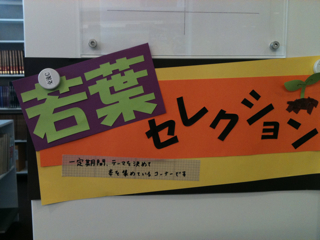 若葉
セレクション
一定期間、テーマを決めて
本を集めているコーナーです